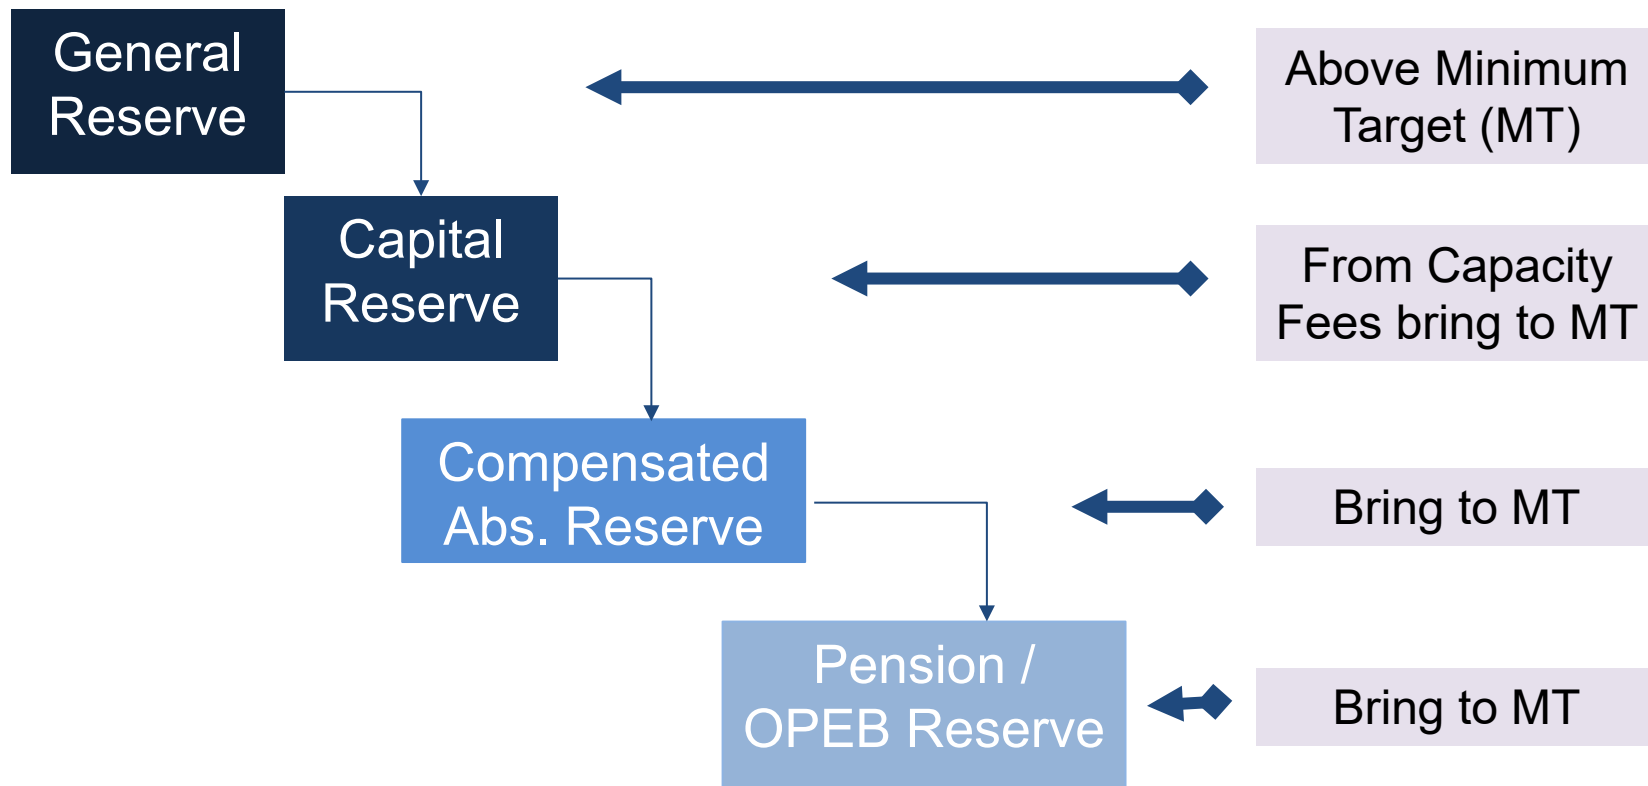 General
Reserve
Above Minimum
Target (MT)
Capital
Reserve
From Capacity
Fees bring to MT
Compensated
Abs. Reserve
Bring to MT
Pension /
OPEB Reserve
Bring to MT